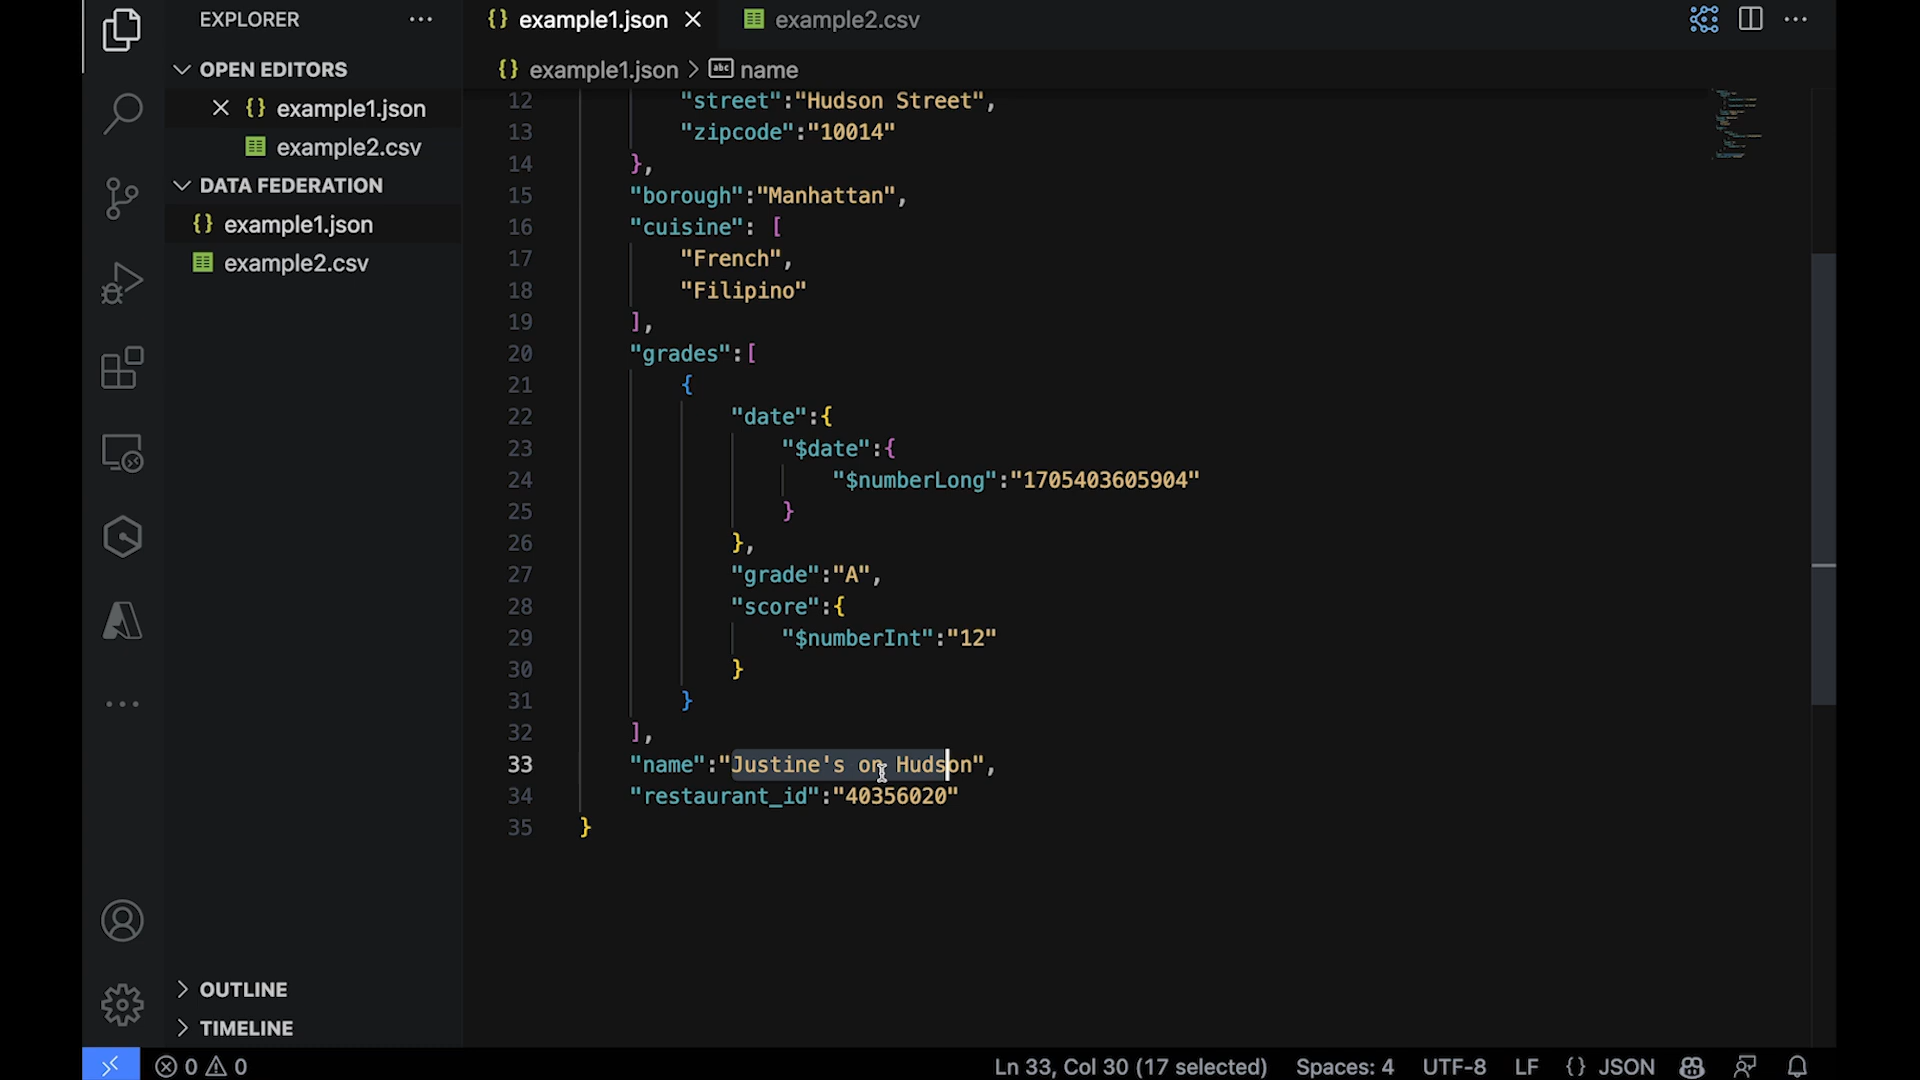 EXPLORER
OPEN EDITORS
example1.json
example2.csv
DATA FEDERATION
example1.json
example2.csv
OUTLINE
TIMELINE
{} example1.json
example2.csv
{} example1.json > abc name
12 "street":"Hudson Street",
13 "zipcode":"10014"
14 },
15 "borough":"Manhattan",
16 "cuisine": [
17 "French",
18 "Filipino"
19 ],
20 "grades":[
21 {
22 "date":{
23 "$date":{
24 "$numberLong":"1705403605904"
25 }
26 },
27 "grade":"A",
28 "score":{
29 "$numberInt":"12"
30 }
31 }
32 ],
33 "name":"Justine's on Hudson",
34 "restaurant_id":"40356020"
35 }
0 0 Ln 33, Col 30 (17 selected) Spaces: 4 UTF-8 LF {} JSON